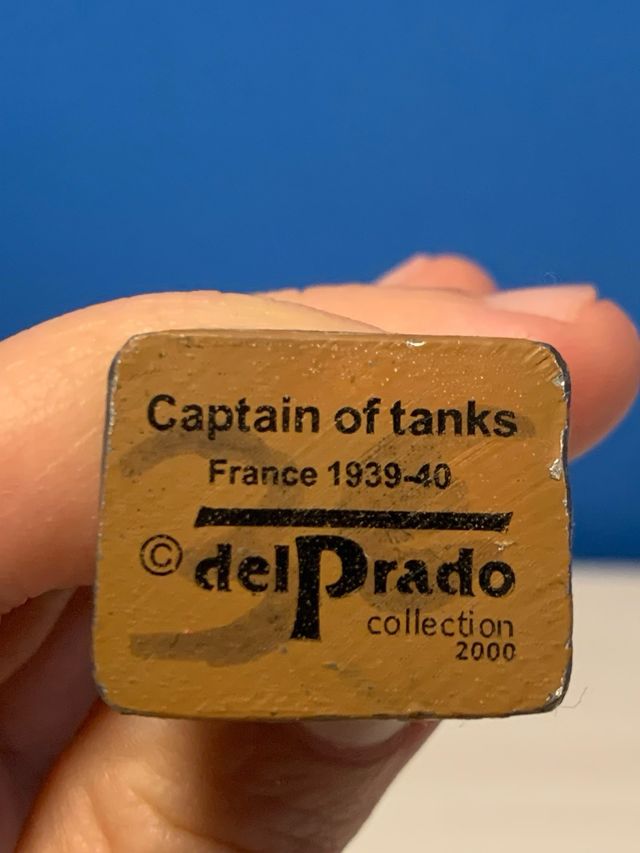 Captain of tanks
France 1939-40
© delPrado
collection
2000